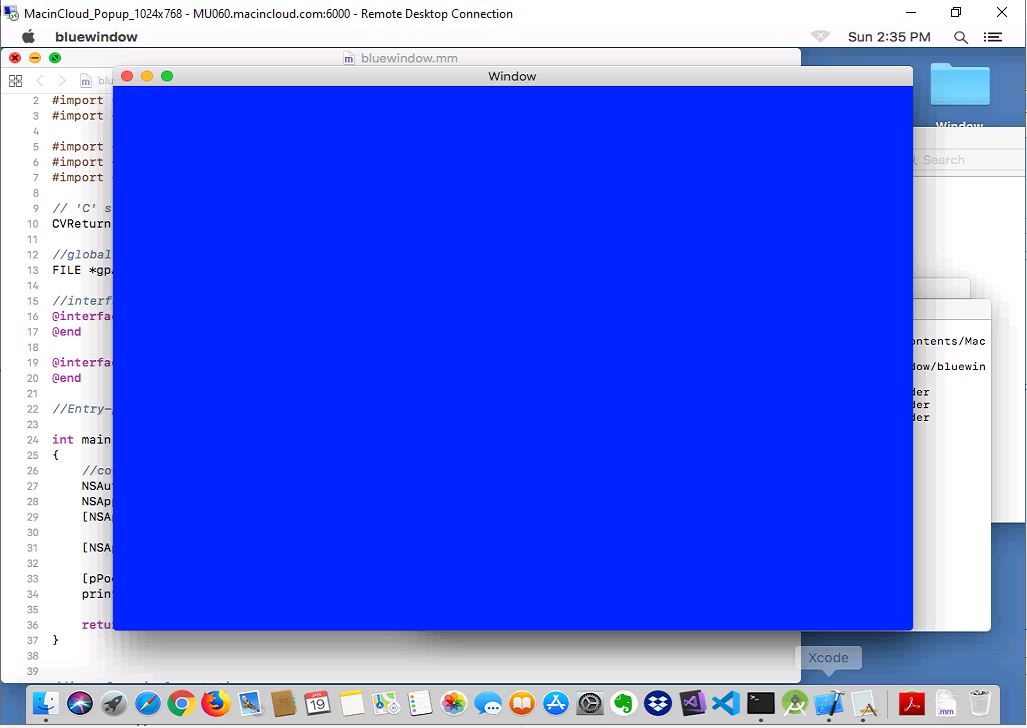 MacinCloud_Popup_1024x768 - MU060.macincloud.com:6000 - Remote Desktop Connection
bluewindow Sun 2:35 PM
bluewindow.mm
Window
2 #import
3 #import
4
5 #import
6 #import
7 #import
8
9 // 'C' s
10 CVReturn
11
12 //global
13 FILE *gp
14
15 //interf
16 @interfa
17 @end
18
19 @interfa
20 @end
21
22 //Entry-
23
24 int main
25 {
26 //co
27 NSAu
28 NSAp
29 [NSA
30
31 [NSA
32
33 [pPo
34 prin
35
36 retu
37 }
38
39
Window
Search
ontents/Mac
dow/bluewin
der
der
der
Xcode
JAN
19
.mm